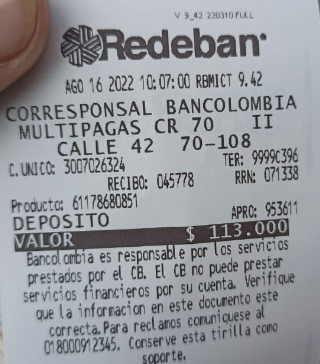 V 9_42 220310 FULL
Redeban
AGO 16 2022 10:07:00 RBMICT 9.42
CORRESPONSAL BANCOLOMBIA
MULTIPAGAS CR 70 II
CALLE 42 70-108
C.UNICO: 3007026324 TER: 9999C396
RECIBO: 045778 RRN: 071338
Producto: 61178680851
DEPOSITO APRO: 953611
VALOR $ 113.000
Bancolombia es responsable por los servicios
prestados por el CB. El CB no puede prestar
servicios financieros por su cuenta. Verifique
que la informacion en este documento este
correcta.Para reclamos comuniquese al
018000912345. Conserve esta tirilla como
soporte.